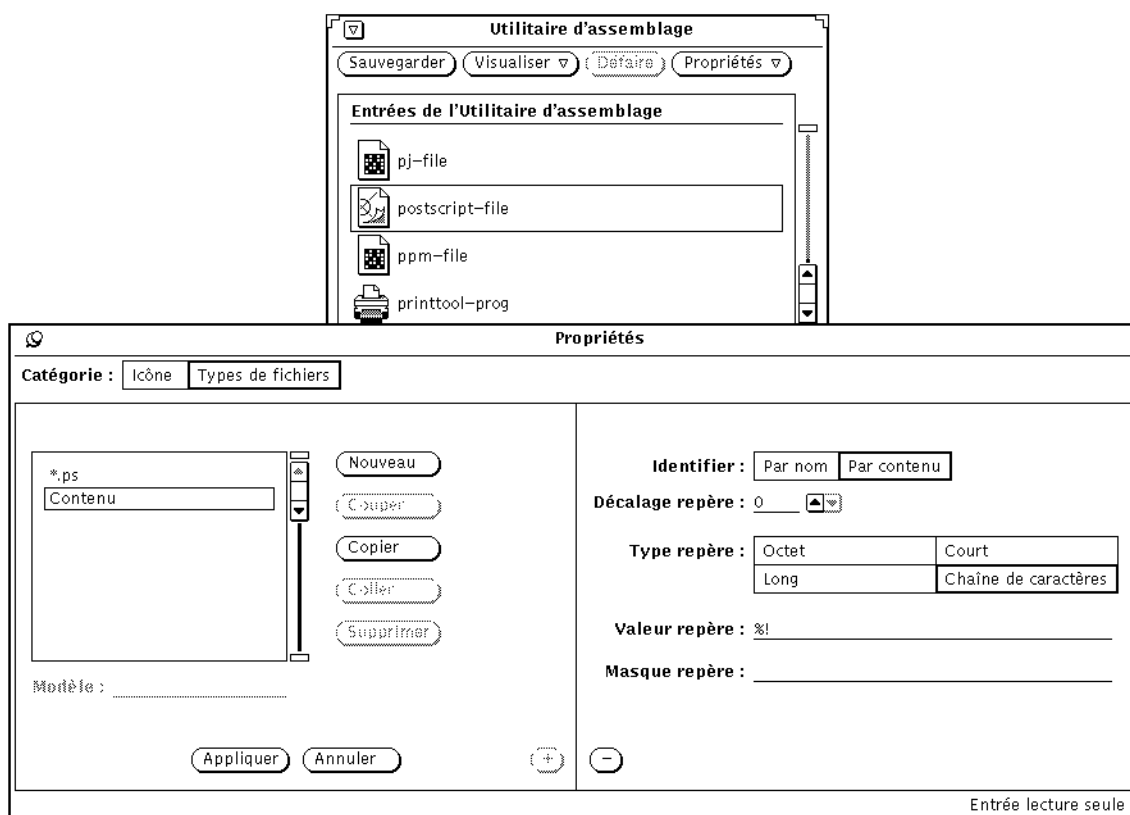 Utilitaire d'assemblage
Sauvegarder Visualiser Défaire Propriétés
Entrées de l'Utilitaire d'assemblage
pj-file
postscript-file
ppm-file
printtool-prog
Propriétés
Catégorie : Icône Types de fichiers
*.ps
Contenu
Nouveau
Couper
Copier
Coller
Supprimer
Modèle :
Appliquer Annuler +
Identifier : Par nom Par contenu
Décalage repère : 0
Type repère : Octet Court
Long Chaîne de caractères
Valeur repère : %!
Masque repère :
-
Entrée lecture seule